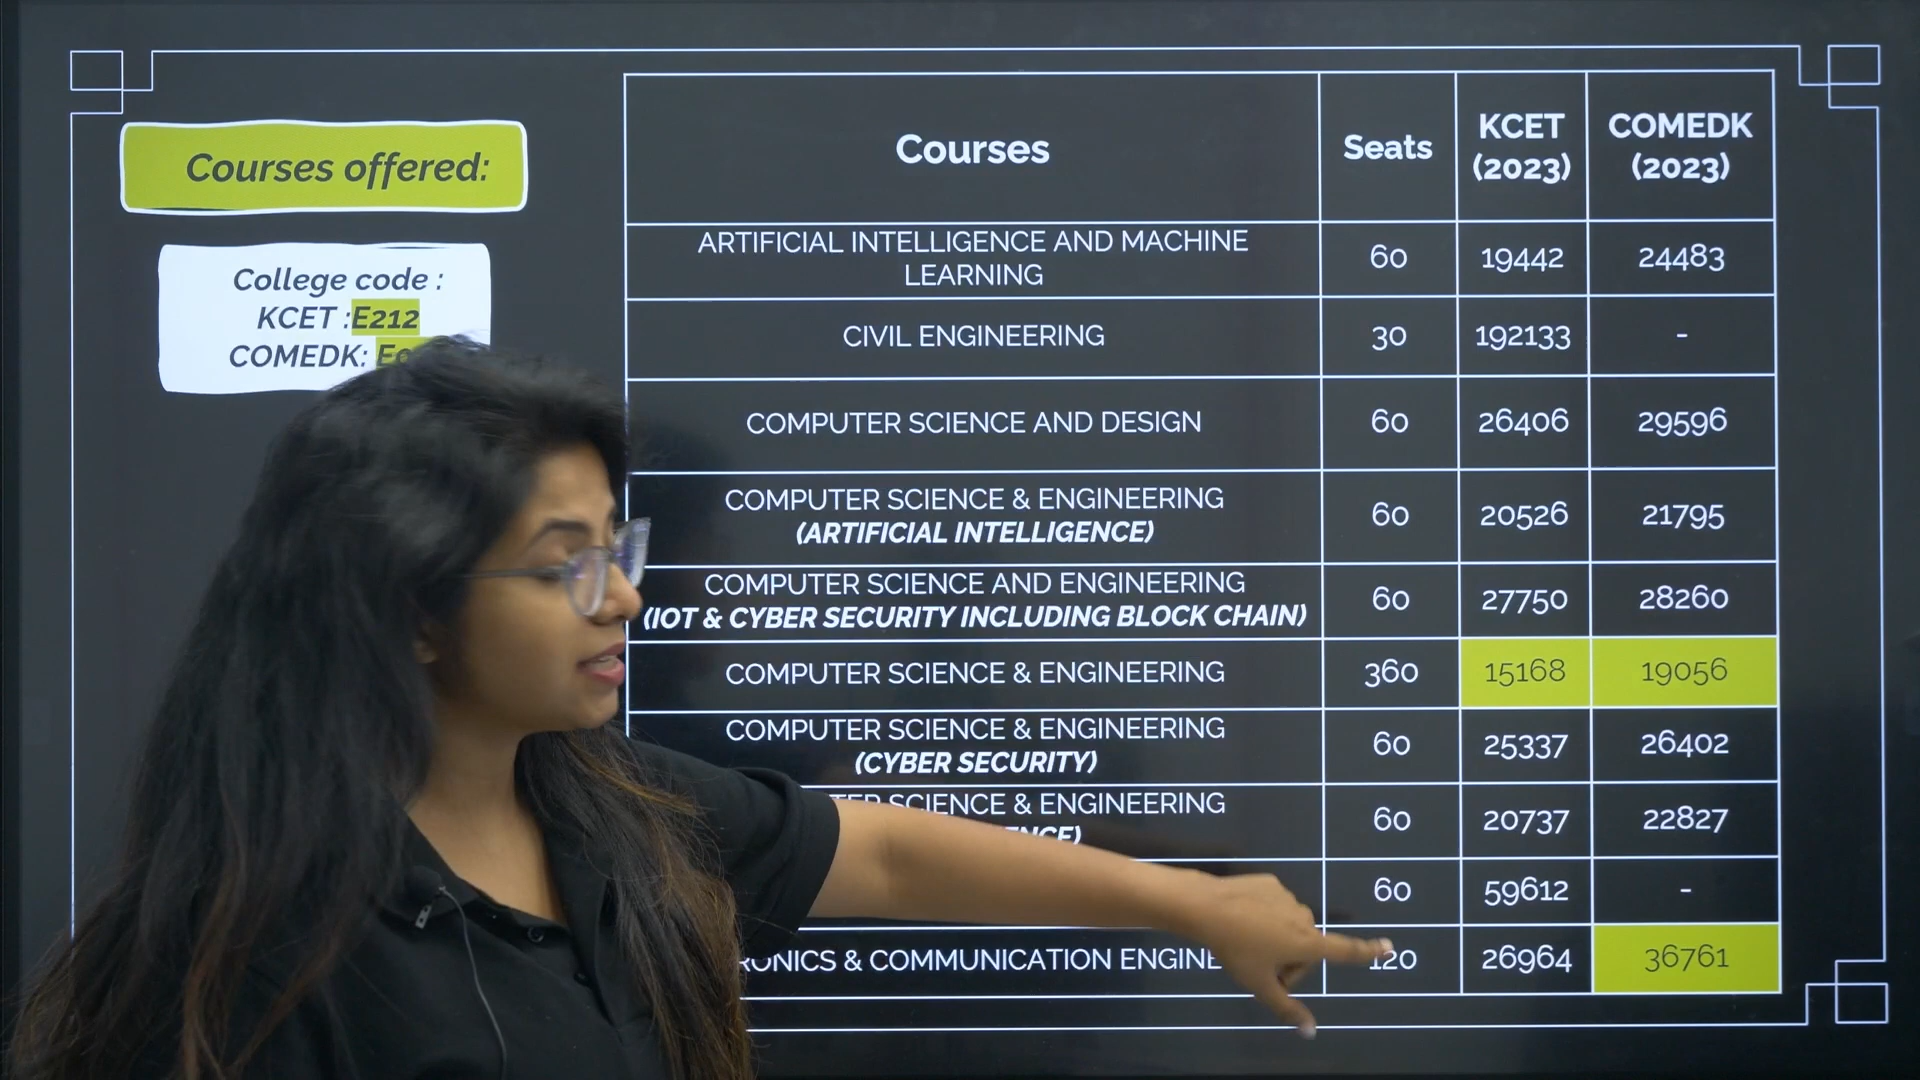 Courses offered:
College code :
KCET :E212
COMEDK:
Courses
Seats
KCET
(2023)
COMEDK
(2023)
ARTIFICIAL INTELLIGENCE AND MACHINE
LEARNING
60
19442
24483
CIVIL ENGINEERING
30
192133
-
COMPUTER SCIENCE AND DESIGN
60
26406
29596
COMPUTER SCIENCE & ENGINEERING
(ARTIFICIAL INTELLIGENCE)
60
20526
21795
COMPUTER SCIENCE AND ENGINEERING
(IOT & CYBER SECURITY INCLUDING BLOCK CHAIN)
60
27750
28260
COMPUTER SCIENCE & ENGINEERING
360
15168
19056
COMPUTER SCIENCE & ENGINEERING
(CYBER SECURITY)
60
25337
26402
SCIENCE & ENGINEERING
60
20737
22827
60
59612
-
& COMMUNICATION
120
26964
36761